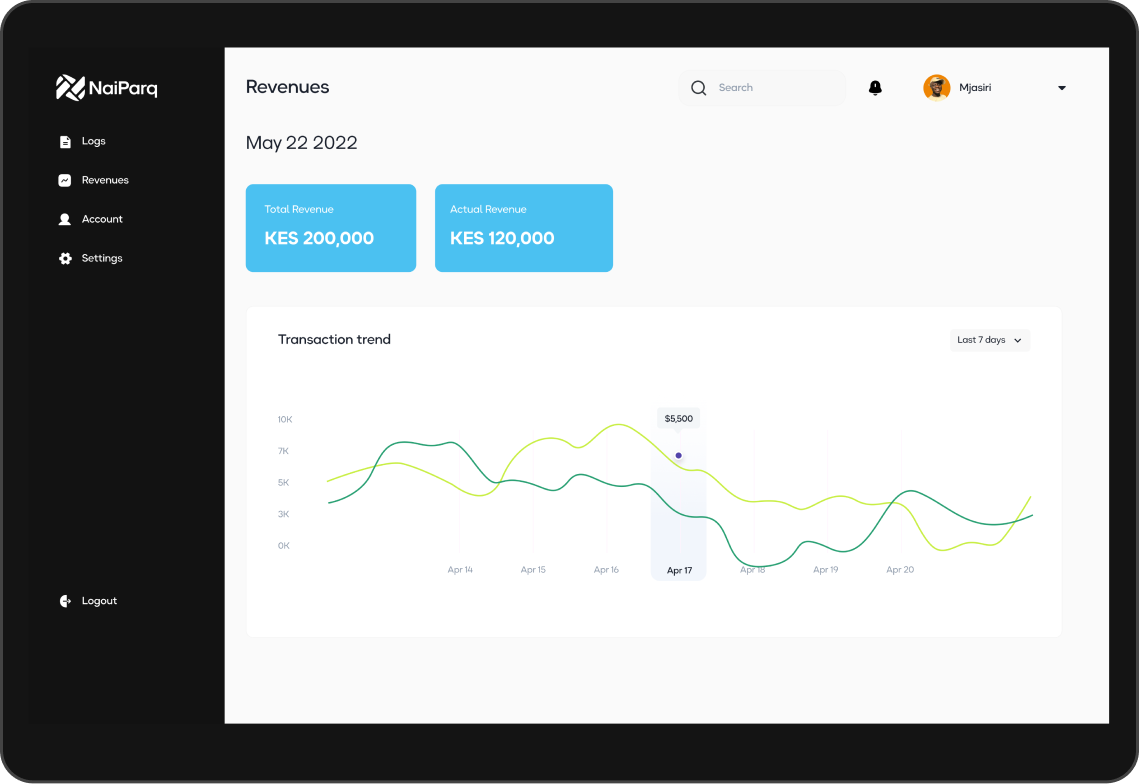 NaiParq
Logs
Revenues
Account
Settings
Logout
Revenues
Search
Mjasiri
May 22 2022
Total Revenue
KES 200,000
Actual Revenue
KES 120,000
Transaction trend
Last 7 days
10K
7K
5K
3K
0K
$5,500
Apr 14
Apr 15
Apr 16
Apr 17
Apr 18
Apr 19
Apr 20